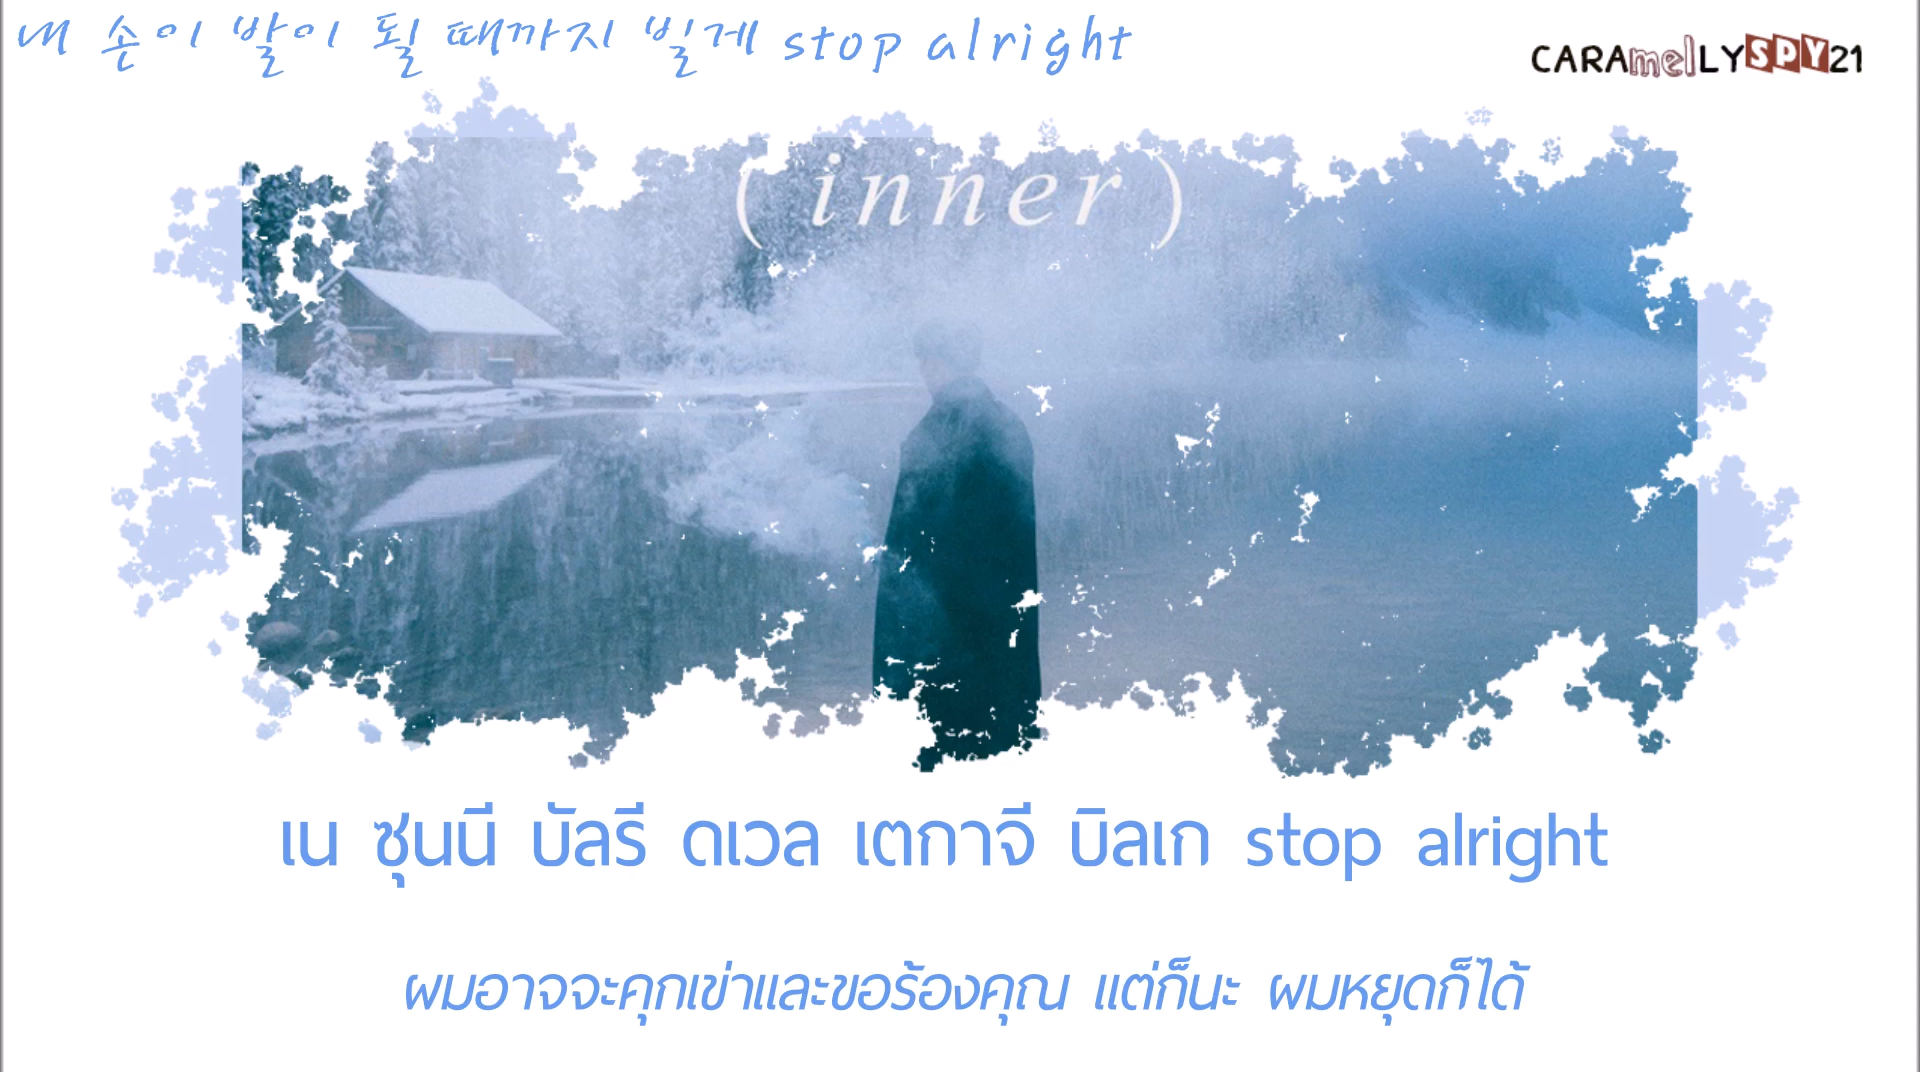 내 손이 발이 될 때까지 빌게 stop alright
CARAmelLYSPY21
( inner )
เน ซุนนี บัลรี ดเวล เตกาจี บิลเก stop alright
ผมอาจจะคุกเข่าและขอร้องคุณ แต่ก็นะ ผมหยุดก็ได้